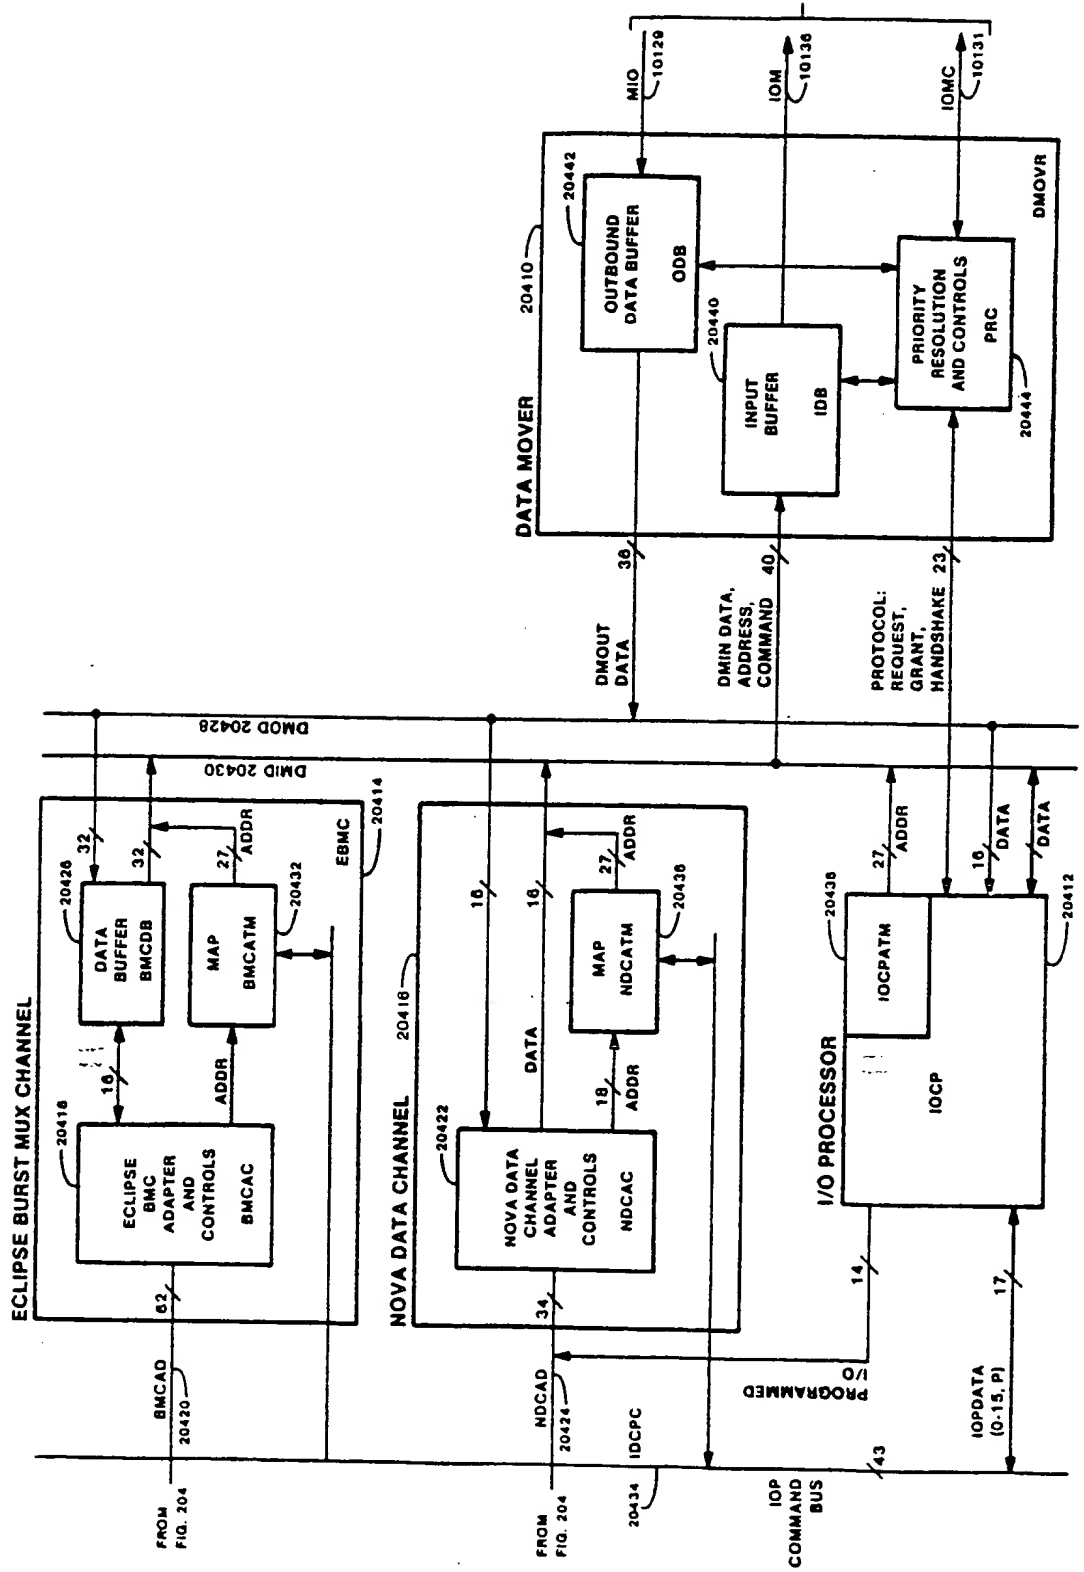 ECLIPSE BURST MUX CHANNEL
FROM
FIG. 204
BMCAD
20420
62
20418
ECLIPSE
BMC
ADAPTER
AND
CONTROLS
BMCAC
16
ADDR
20426
DATA
BUFFER
BMCDB
MAP
BMCATM
20432
32
32
27
ADDR
EBMC
20414
DMID 20430
DMOD 20428
NOVA DATA CHANNEL
20416
FROM
FIG. 204
NDCAD
20424
34
20422
NOVA DATA
CHANNEL
ADAPTER
AND
CONTROLS
NDCAC
16
16
DATA
18
ADDR
MAP
NDCATM
20436
27
ADDR
IDCPC
20434
IOP
COMMAND
BUS
43
PROGRAMMED
I/O
14
IOPDATA
(0-15, P)
17
I/O PROCESSOR
IOCP
IOCPATM
20438
20412
27
ADDR
16
DATA
DATA
DMOUT
DATA
36
DMIN DATA,
ADDRESS,
COMMAND
40
PROTOCOL:
REQUEST,
GRANT,
HANDSHAKE
23
DATA MOVER
20410
OUTBOUND
DATA BUFFER
ODB
20442
INPUT
BUFFER
IDB
20440
PRIORITY
RESOLUTION
AND CONTROLS
PRC
20444
DMOVR
MIO
10129
IOM
10136
IOMC
10131